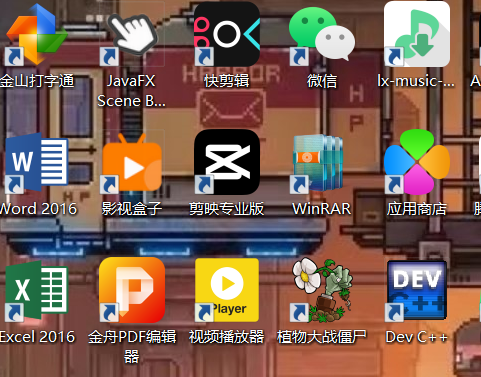 HARROR
H
P
金山打字通
JavaFX
Scene B...
快剪辑
微信
lx-music-...
A
W
Word 2016
影视盒子
剪映专业版
WinRAR
应用商店
X
Excel 2016
金舟PDF编辑
器
Player
视频播放器
植物大战僵尸
DEV
C++
Dev C++